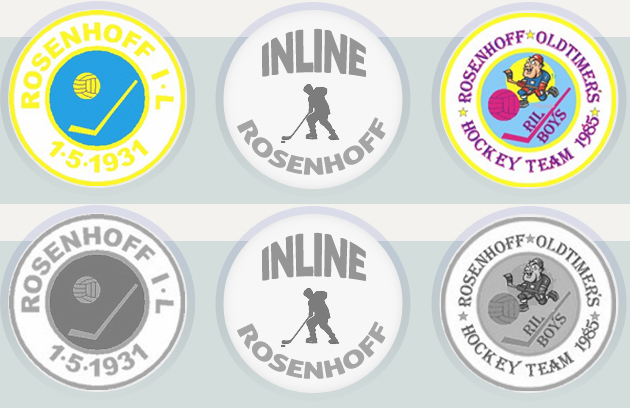 ROSENHOFF I·L
1·5·1931
INLINE
ROSENHOFF
ROSENHOFF★OLDTIMER'S
RIL
BOYS
★HOCKEY TEAM 1985★
ROSENHOFF I·L
1·5·1931
INLINE
ROSENHOFF
ROSENHOFF★OLDTIMER'S
RIL
BOYS
★HOCKEY TEAM 1985★